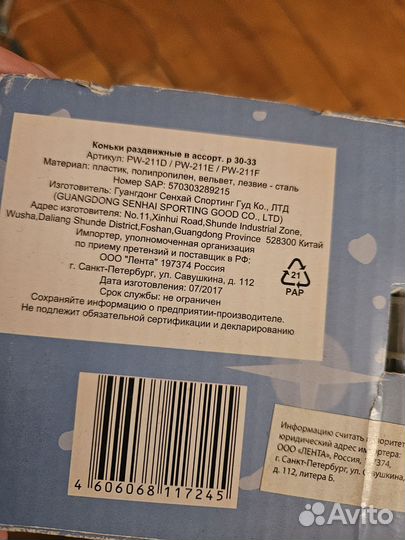 Коньки раздвижные в ассорт. р 30-33
Артикул: PW-211D / PW-211E / PW-211F
Материал: пластик, полипропилен, вельвет, лезвие - сталь
Номер SAP: 570303289215
Изготовитель: Гуангдонг Сенхай Спортинг Гуд Ко., ЛТД
(GUANGDONG SENHAI SPORTING GOOD CO., LTD)
Адрес изготовителя: No.11,Xinhui Road,Shunde Industrial Zone,
Wusha,Daliang Shunde District,Foshan,Guangdong Province 528300 Китай
Импортер, уполномоченная организация
по приему претензий и поставщик в РФ:
ООО "Лента" 197374 Россия
г. Санкт-Петербург, ул. Савушкина, д. 112
Дата изготовления: 07/2017
Срок службы: не ограничен
Сохраняйте информацию о предприятии-производителе.
Не подлежит обязательной сертификации и декларированию
21
PAP
4 606068 117245
Информацию считать
юридический адрес импортера:
ООО «ЛЕНТА», Россия, 197374,
г. Санкт-Петербург, ул. Савушкина,
д. 112, литера Б.
Avito